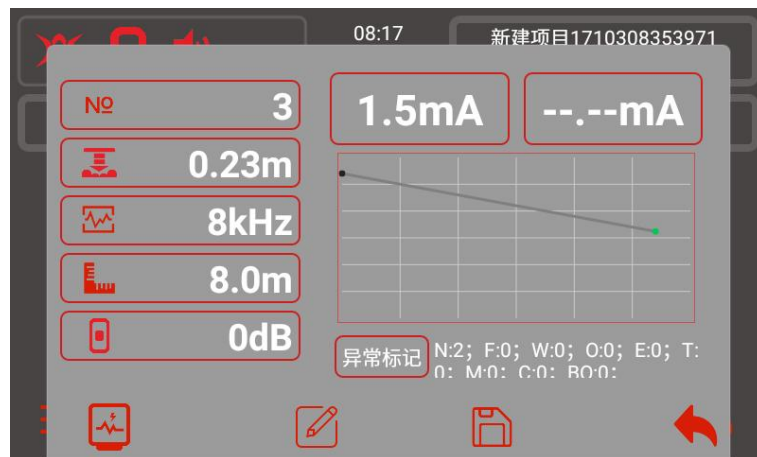 08:17
新建项目1710308353971
№ 3
1.5mA
--.--mA
0.23m
8kHz
8.0m
0dB
异常标记
N:2; F:0; W:0; O:0; E:0; T:
0; M:0; C:0; BO:0;